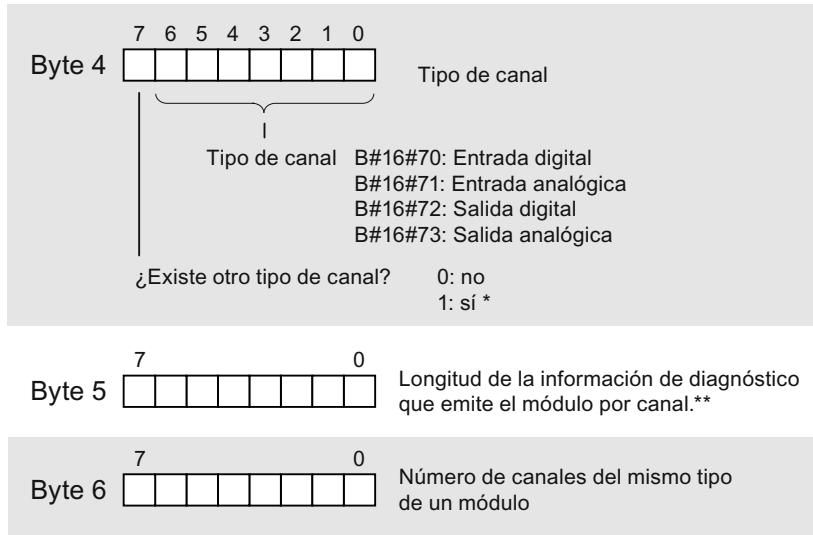 7 6 5 4 3 2 1 0
Byte 4
Tipo de canal
Tipo de canal B#16#70: Entrada digital
B#16#71: Entrada analógica
B#16#72: Salida digital
B#16#73: Salida analógica
¿Existe otro tipo de canal? 0: no
1: sí *
7 0
Byte 5
Longitud de la información de diagnóstico
que emite el módulo por canal.**
7 0
Byte 6
Número de canales del mismo tipo
de un módulo